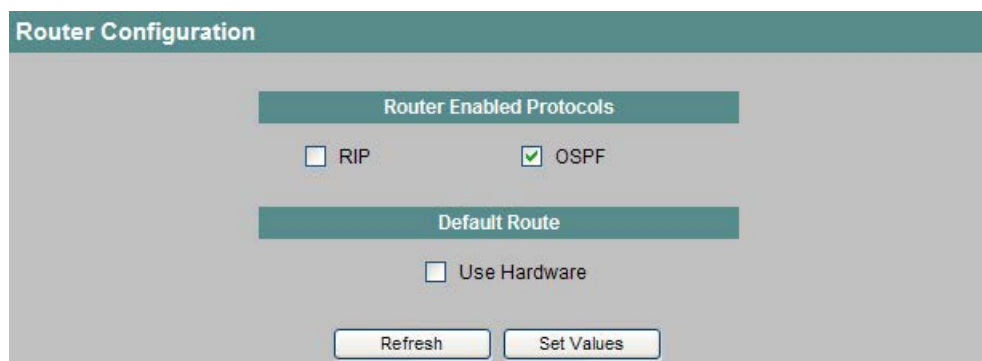 Router Configuration
Router Enabled Protocols
RIP OSPF
Default Route
Use Hardware
Refresh Set Values